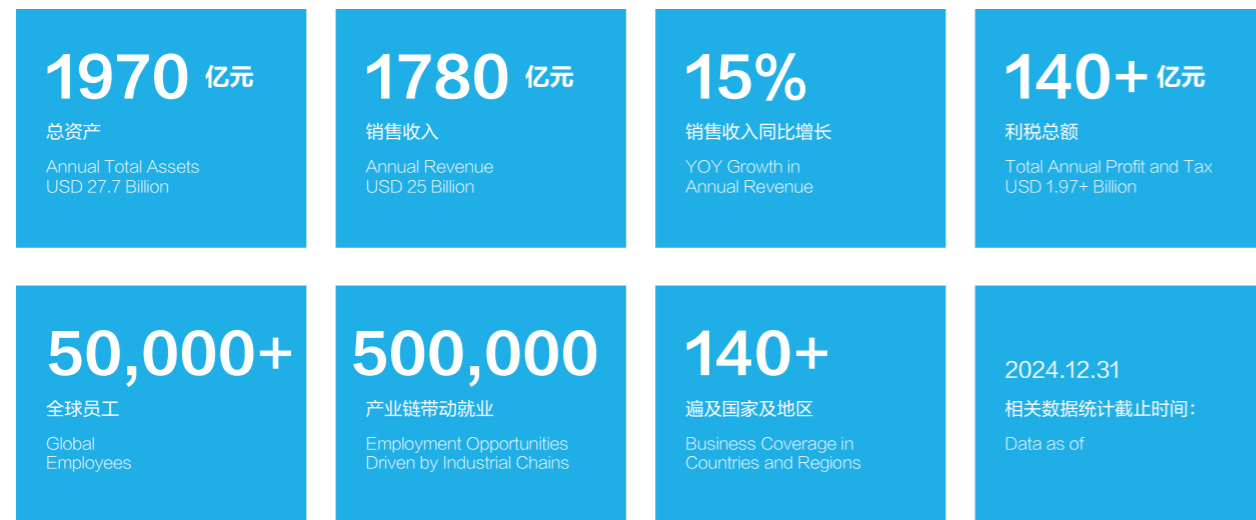 1970 亿元
总资产
Annual Total Assets
USD 27.7 Billion
1780 亿元
销售收入
Annual Revenue
USD 25 Billion
15%
销售收入同比增长
YOY Growth in
Annual Revenue
140+ 亿元
利税总额
Total Annual Profit and Tax
USD 1.97+ Billion
50,000+
全球员工
Global
Employees
500,000
产业链带动就业
Employment Opportunities
Driven by Industrial Chains
140+
遍及国家及地区
Business Coverage in
Countries and Regions
2024.12.31
相关数据统计截止时间：
Data as of